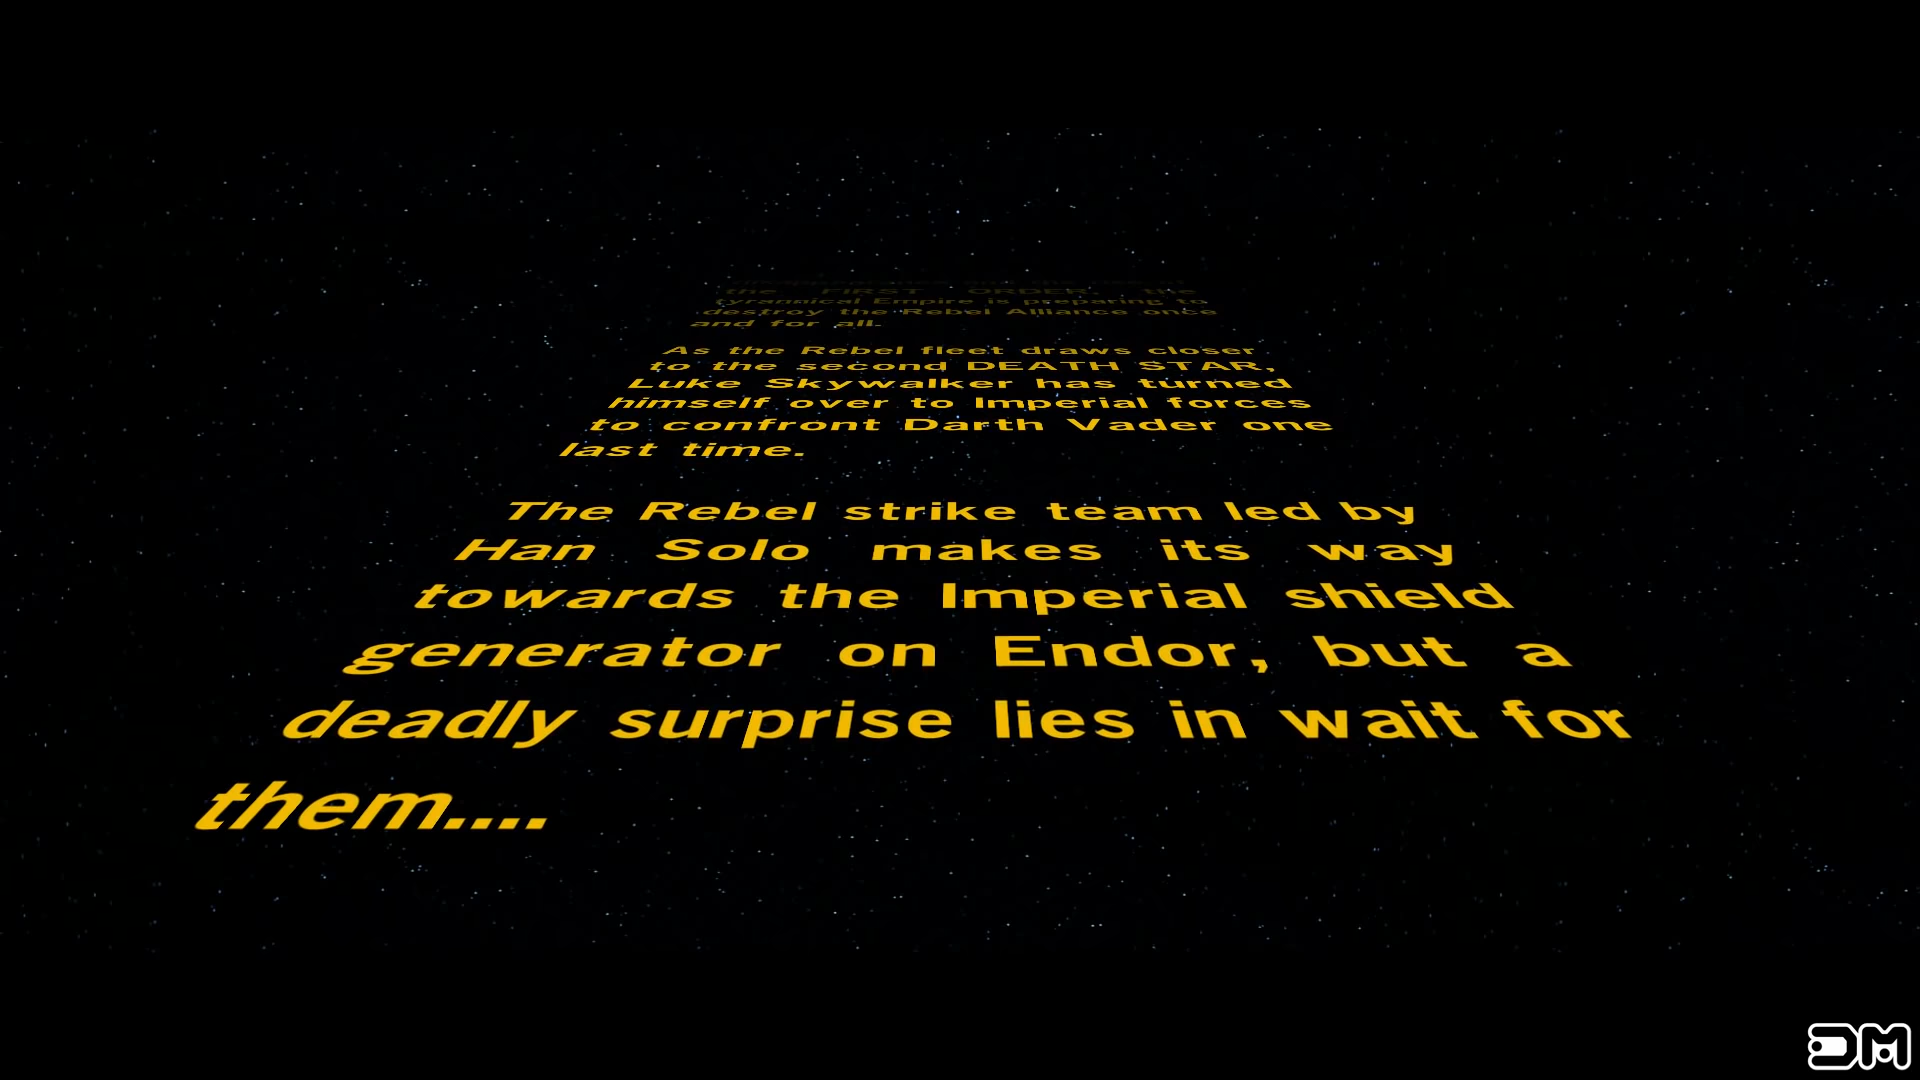 the FIRST ORDER, the
tyrannical Empire is preparing to
destroy the Rebel Alliance once
and for all.
As the Rebel fleet draws closer
to the second DEATH STAR,
Luke Skywalker has turned
himself over to Imperial forces
to confront Darth Vader one
last time.
The Rebel strike team led by
Han Solo makes its way
towards the Imperial shield
generator on Endor, but a
deadly surprise lies in wait for
them....